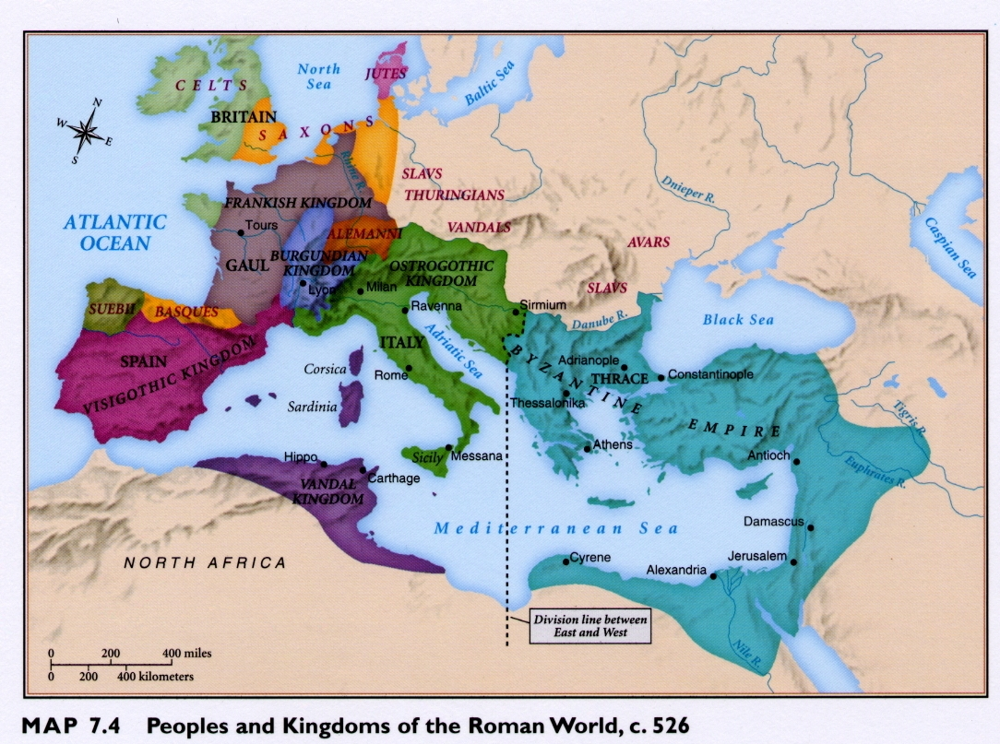 N
W
E
S
North
Sea
Baltic Sea
JUTES
CELTS
BRITAIN
SAXONS
Rhine R.
SLAVS
THURINGIANS
VANDALS
AVARS
SLAVS
Dnieper R.
Caspian Sea
ATLANTIC
OCEAN
FRANKISH KINGDOM
Tours
GAUL
ALEMANNI
BURGUNDIAN
KINGDOM
Lyon
Milan
OSTROGOTHIC
KINGDOM
Ravenna
Sirmium
Danube R.
Black Sea
SUEBII
BASQUES
SPAIN
VISIGOTHIC KINGDOM
ITALY
Adriatic Sea
Corsica
Rome
Sardinia
BYZANTINE EMPIRE
Adrianople
THRACE
Constantinople
Thessalonika
Athens
Tigris R.
Euphrates R.
Antioch
Sicily
Messana
Hippo
Carthage
VANDAL
KINGDOM
Mediterranean Sea
Damascus
Jerusalem
Cyrene
Alexandria
Nile R.
NORTH AFRICA
Division line between
East and West
0 200 400 miles
0 200 400 kilometers
MAP 7.4 Peoples and Kingdoms of the Roman World, c. 526